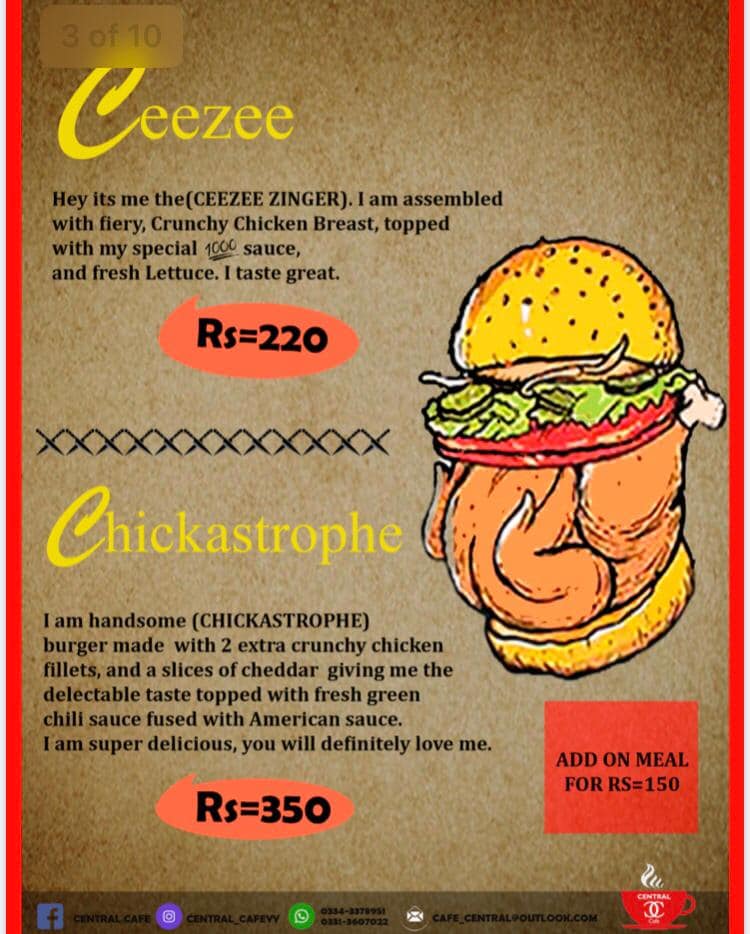 3 of 10
Ceezee
Hey its me the(CEEZEE ZINGER). I am assembled
with fiery, Crunchy Chicken Breast, topped
with my special 1000 sauce,
and fresh Lettuce. I taste great.
Rs=220
Chickastrophe
I am handsome (CHICKASTROPHE)
burger made with 2 extra crunchy chicken
fillets, and a slices of cheddar giving me the
delectable taste topped with fresh green
chili sauce fused with American sauce.
I am super delicious, you will definitely love me.
Rs=350
ADD ON MEAL
FOR RS=150
CENTRAL.CAFE
CENTRAL_CAFEYY
0334-3378951
0331-3607022
CAFE_CENTRAL@OUTLOOK.COM
CENTRAL
Cafe